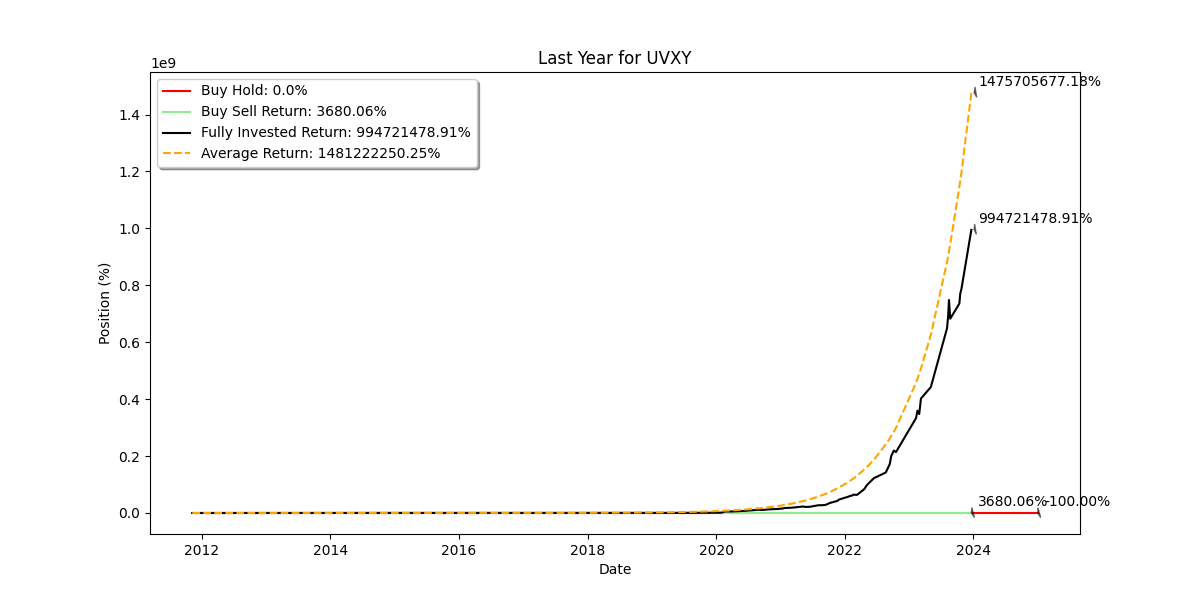 Last Year for UVXY
1e9
Buy Hold: 0.0%
Buy Sell Return: 3680.06%
Fully Invested Return: 994721478.91%
Average Return: 1481222250.25%
1475705677.18%
994721478.91%
3680.06%
-100.00%
1.4
1.2
1.0
0.8
0.6
0.4
0.2
0.0
Position (%)
2012 2014 2016 2018 2020 2022 2024
Date